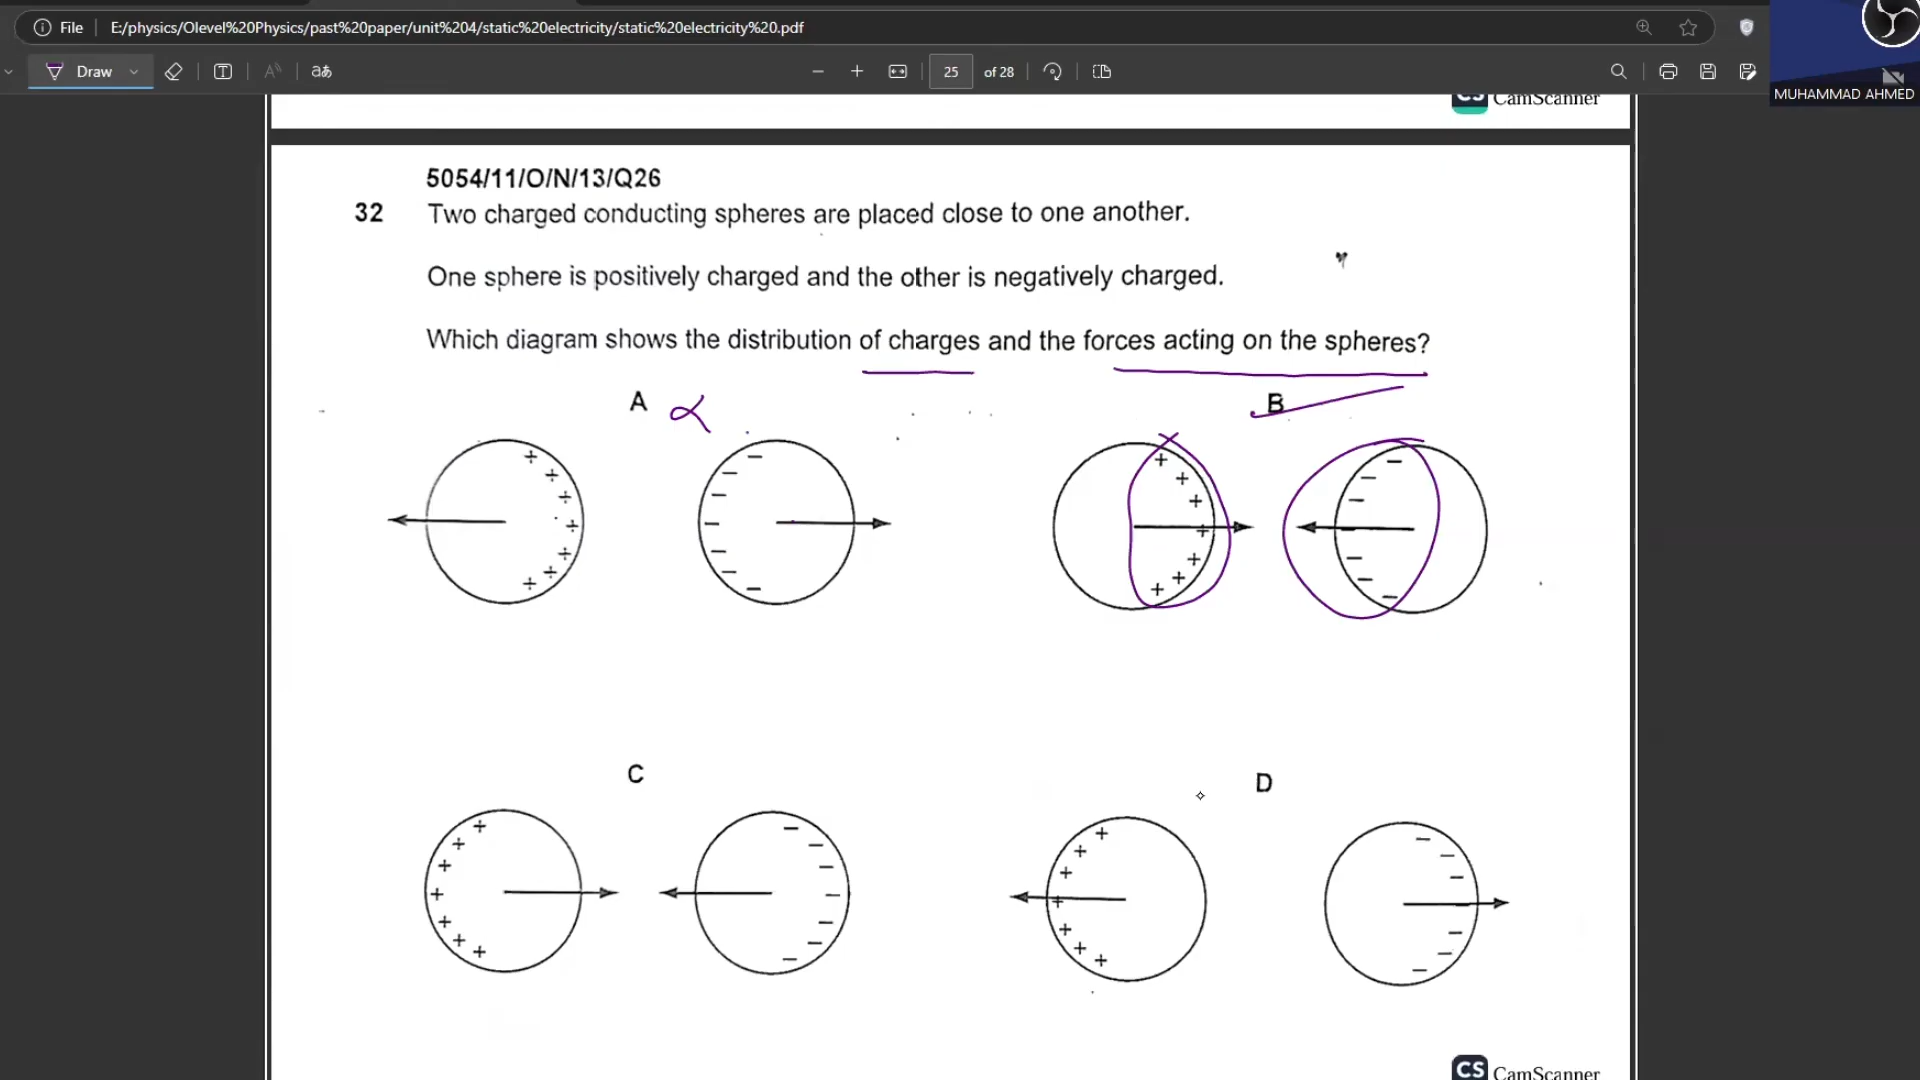 File E:/physics/Olevel%20Physics/past%20paper/unit%204/static%20electricity/static%20electricity%20.pdf
Draw 25 of 28
MUHAMMAD AHMED
CS CamScanner
5054/11/O/N/13/Q26
32 Two charged conducting spheres are placed close to one another.
One sphere is positively charged and the other is negatively charged.
Which diagram shows the distribution of charges and the forces acting on the spheres?
A B
C D
CS CamScanner